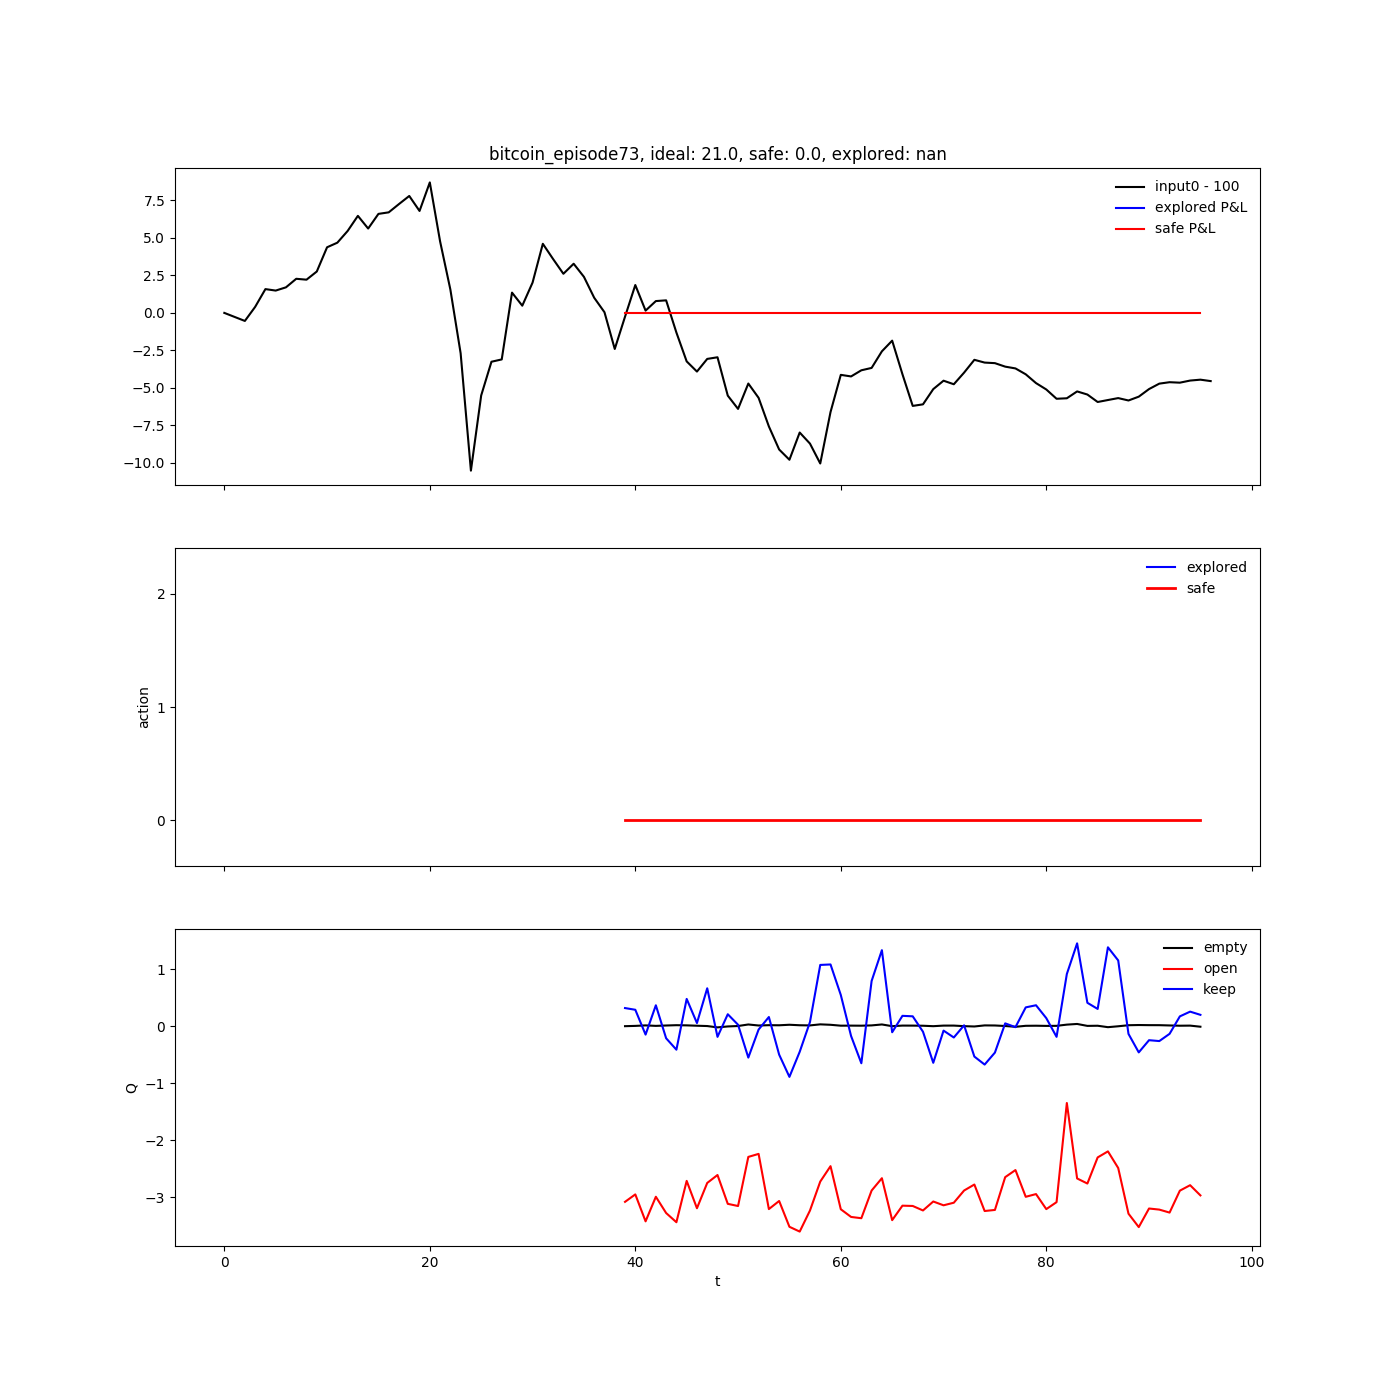 bitcoin_episode73, ideal: 21.0, safe: 0.0, explored: nan
input0 - 100
explored P&L
safe P&L
7.5
5.0
2.5
0.0
−2.5
−5.0
−7.5
−10.0
explored
safe
2
1
0
action
empty
open
keep
1
0
−1
−2
−3
Q
0
20
40
60
80
100
t